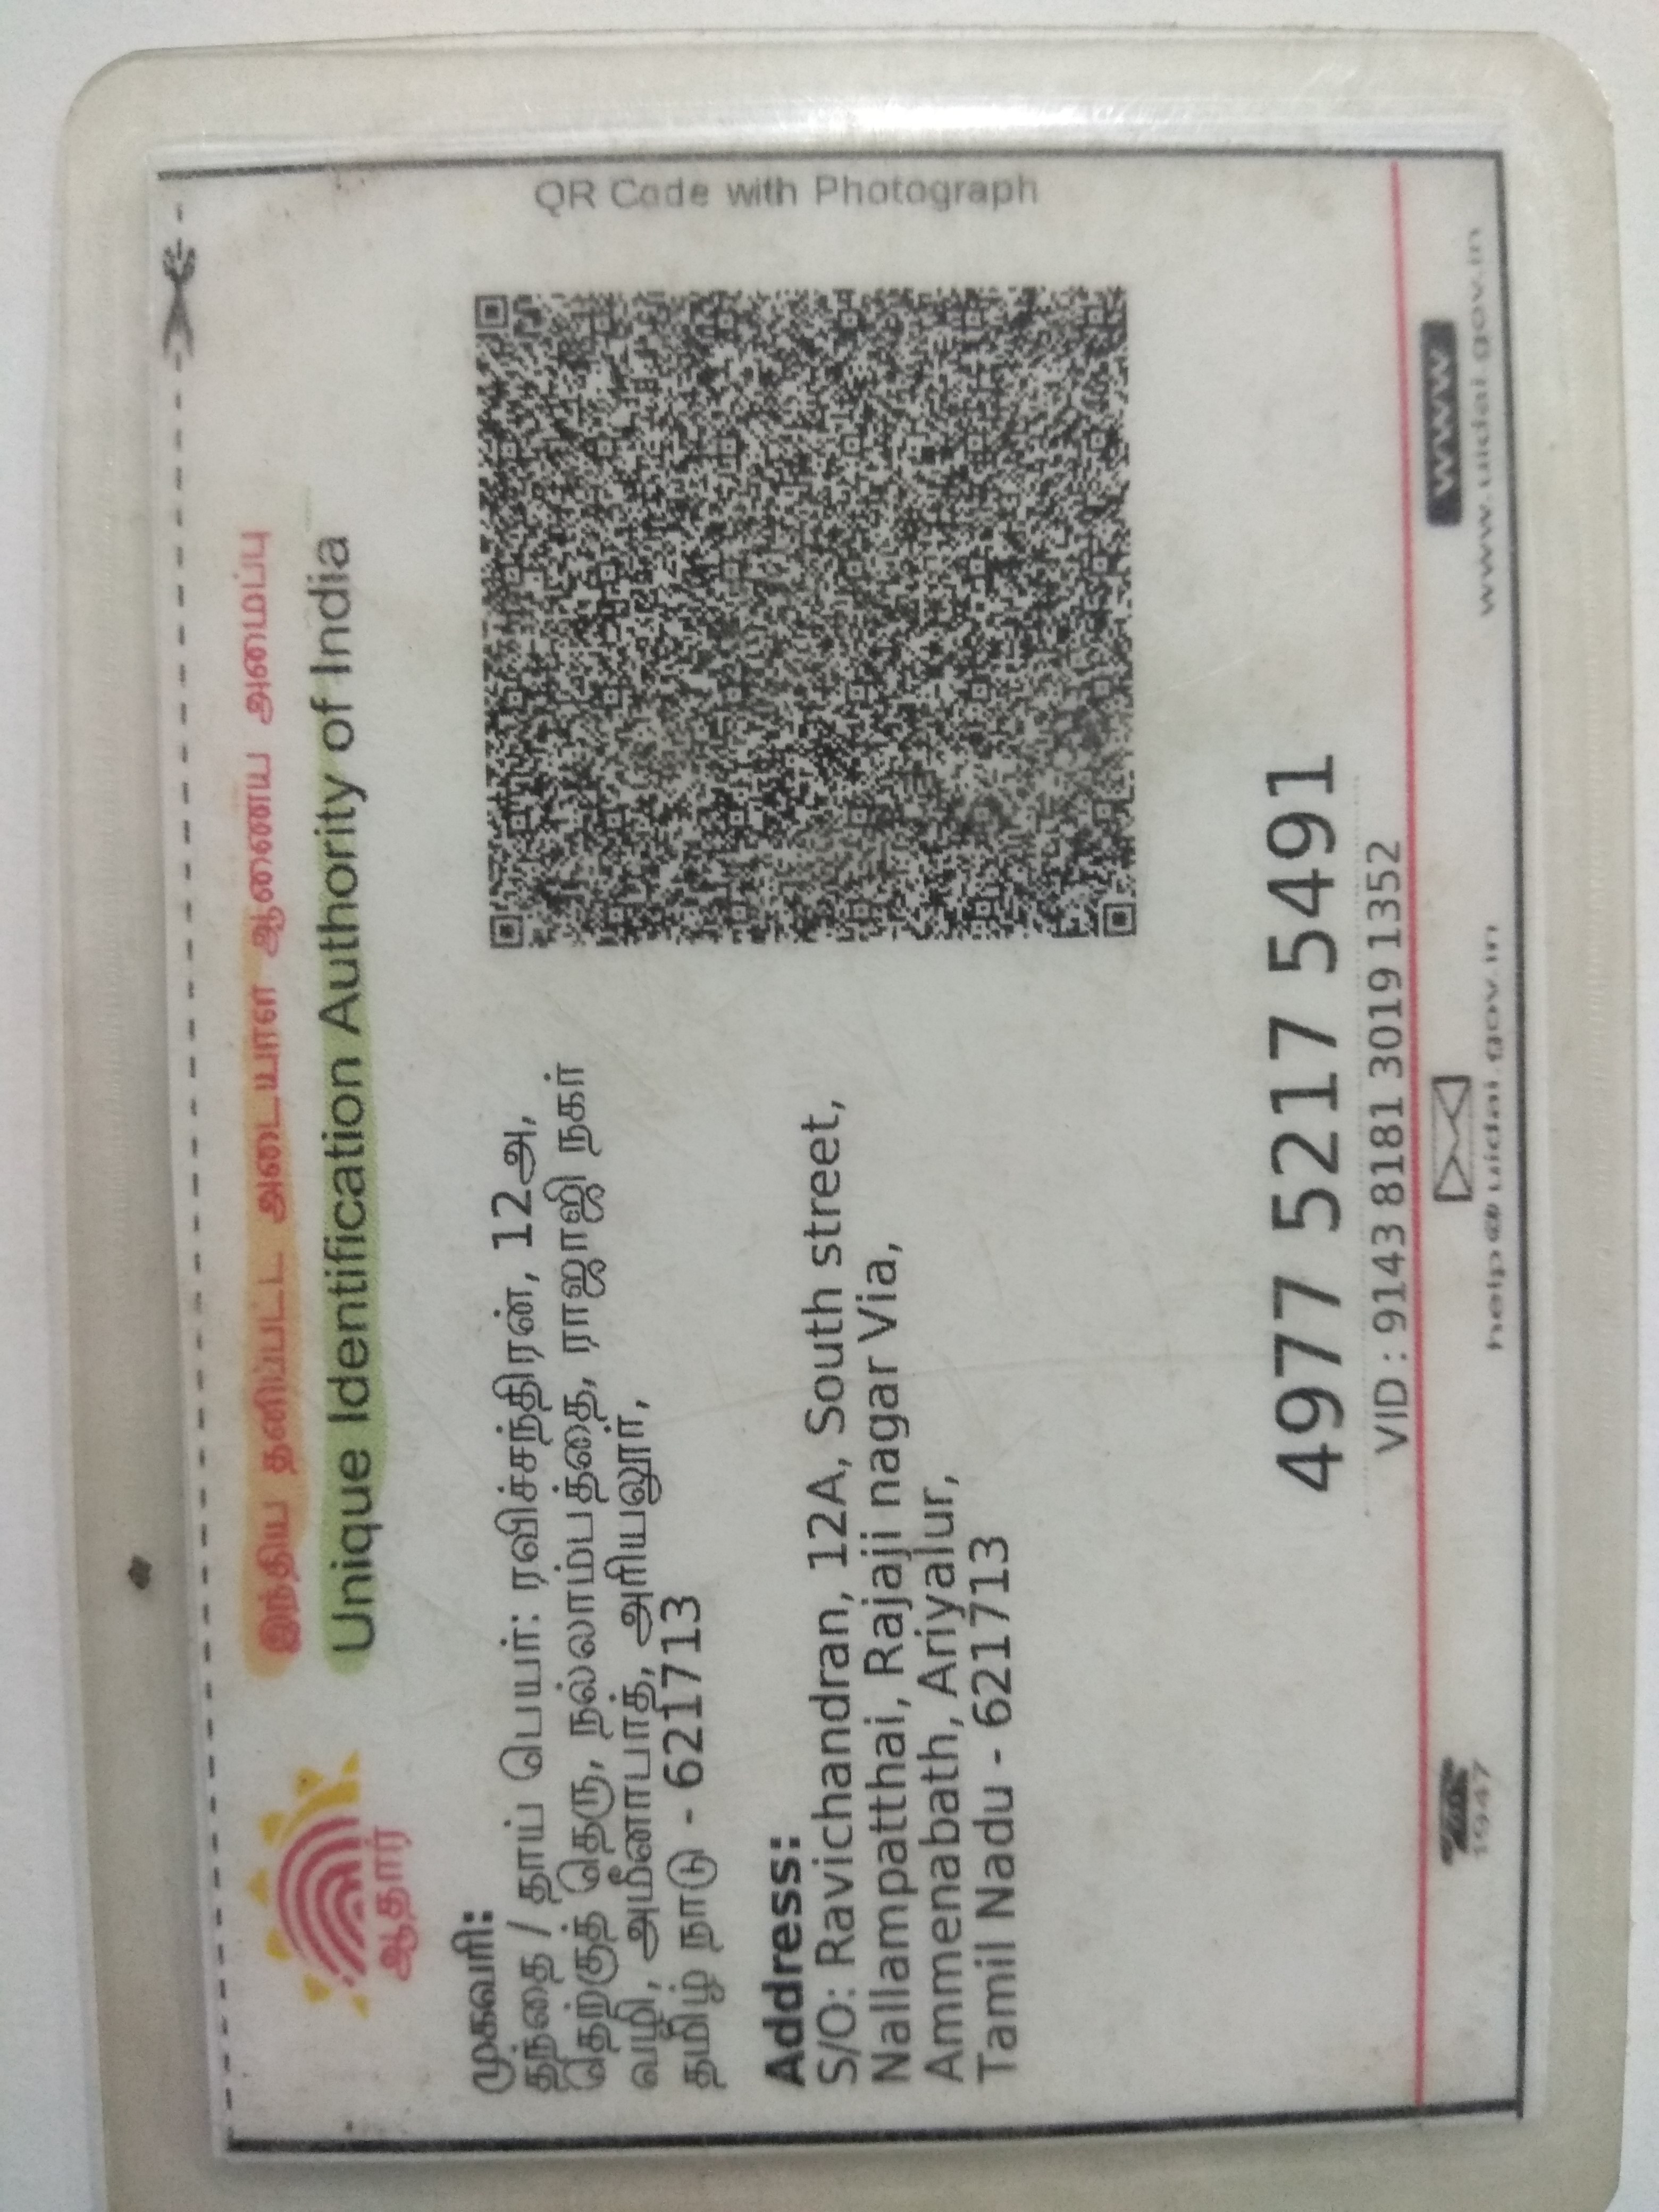 இந்திய தனிப்பட்ட அடையாள ஆணைய அமைப்பு
Unique Identification Authority of India
ஆதார்
முகவரி:
தந்தை / தாய் பெயர்: ரவிச்சந்திரன், 12அ,
தெற்குத் தெரு, நல்லாம்பத்தை, ராஜாஜி நகர்
வழி, அமீனாபாத், அரியலூர்,
தமிழ் நாடு - 621713
Address:
S/O: Ravichandran, 12A, South street,
Nallampatthai, Rajaji nagar Via,
Ammenabath, Ariyalur,
Tamil Nadu - 621713
QR Code with Photograph
4977 5217 5491
VID : 9143 8181 3019 1352
1947
help@uidai.gov.in
www
www.uidai.gov.in